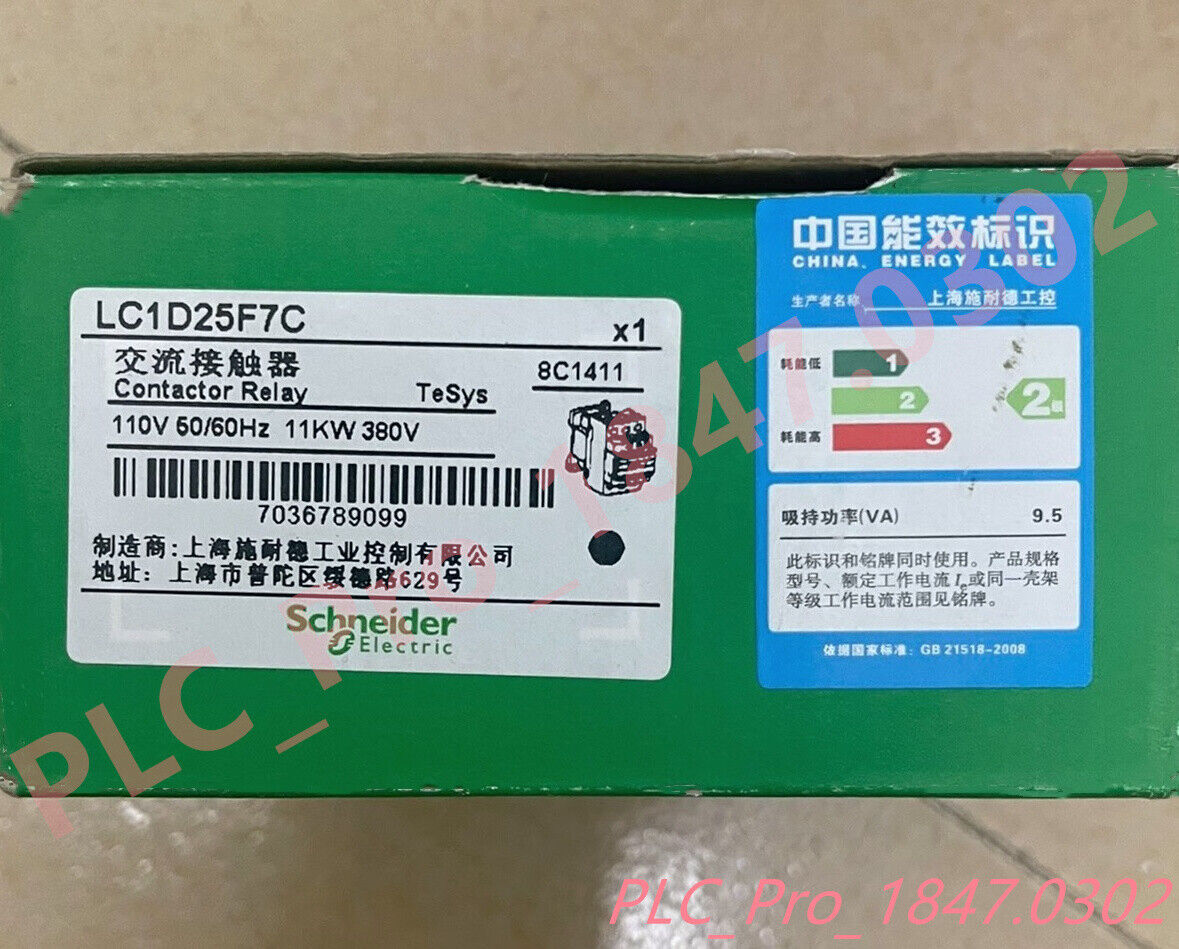 LC1D25F7C
x1
交流接触器
8C1411
Contactor Relay TeSys
110V 50/60Hz 11KW 380V
7036789099
制造商:上海施耐德工业控制有限公司
地址: 上海市普陀区绥德路629号
Schneider
Electric
中国能效标识
CHINA ENERGY LABEL
生产者名称 上海施耐德工控
耗能低
1
2
耗能高
3
2级
吸持功率(VA) 9.5
此标识和铭牌同时使用。产品规格
型号、额定工作电流Ie或同一壳架
等级工作电流范围见铭牌。
依据国家标准: GB 21518-2008
PLC_Pro_1847.0302
PLC_Pro_1847.0302